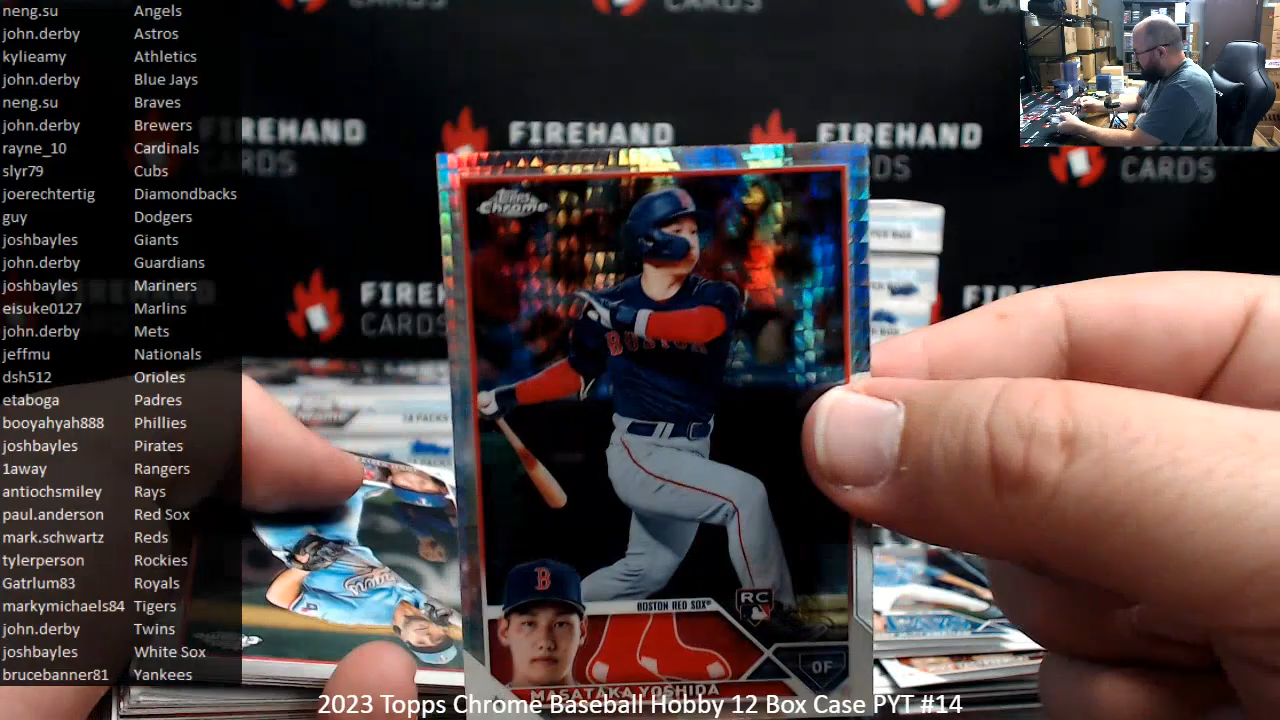 neng.su Angels
john.derby Astros
kylieamy Athletics
john.derby Blue Jays
neng.su Braves
john.derby Brewers
rayne_10 Cardinals
slyr79 Cubs
joerechtertig Diamondbacks
guy Dodgers
joshbayles Giants
john.derby Guardians
joshbayles Mariners
eisuke0127 Marlins
john.derby Mets
jeffmu Nationals
dsh512 Orioles
etaboga Padres
booyahyah888 Phillies
joshbayles Pirates
1away Rangers
antiochsmiley Rays
paul.anderson Red Sox
mark.schwartz Reds
tylerperson Rockies
Gatrlum83 Royals
markymichaels84 Tigers
john.derby Twins
joshbayles White Sox
brucebanner81 Yankees
FIREHAND
CARDS
FIREHAND
FIREHAND
CARDS
CARDS
Topps
Chrome
BOSTON
B
BOSTON RED SOX
RC
OF
MASATAKA YOSHIDA
2023 Topps Chrome Baseball Hobby 12 Box Case PYT #14